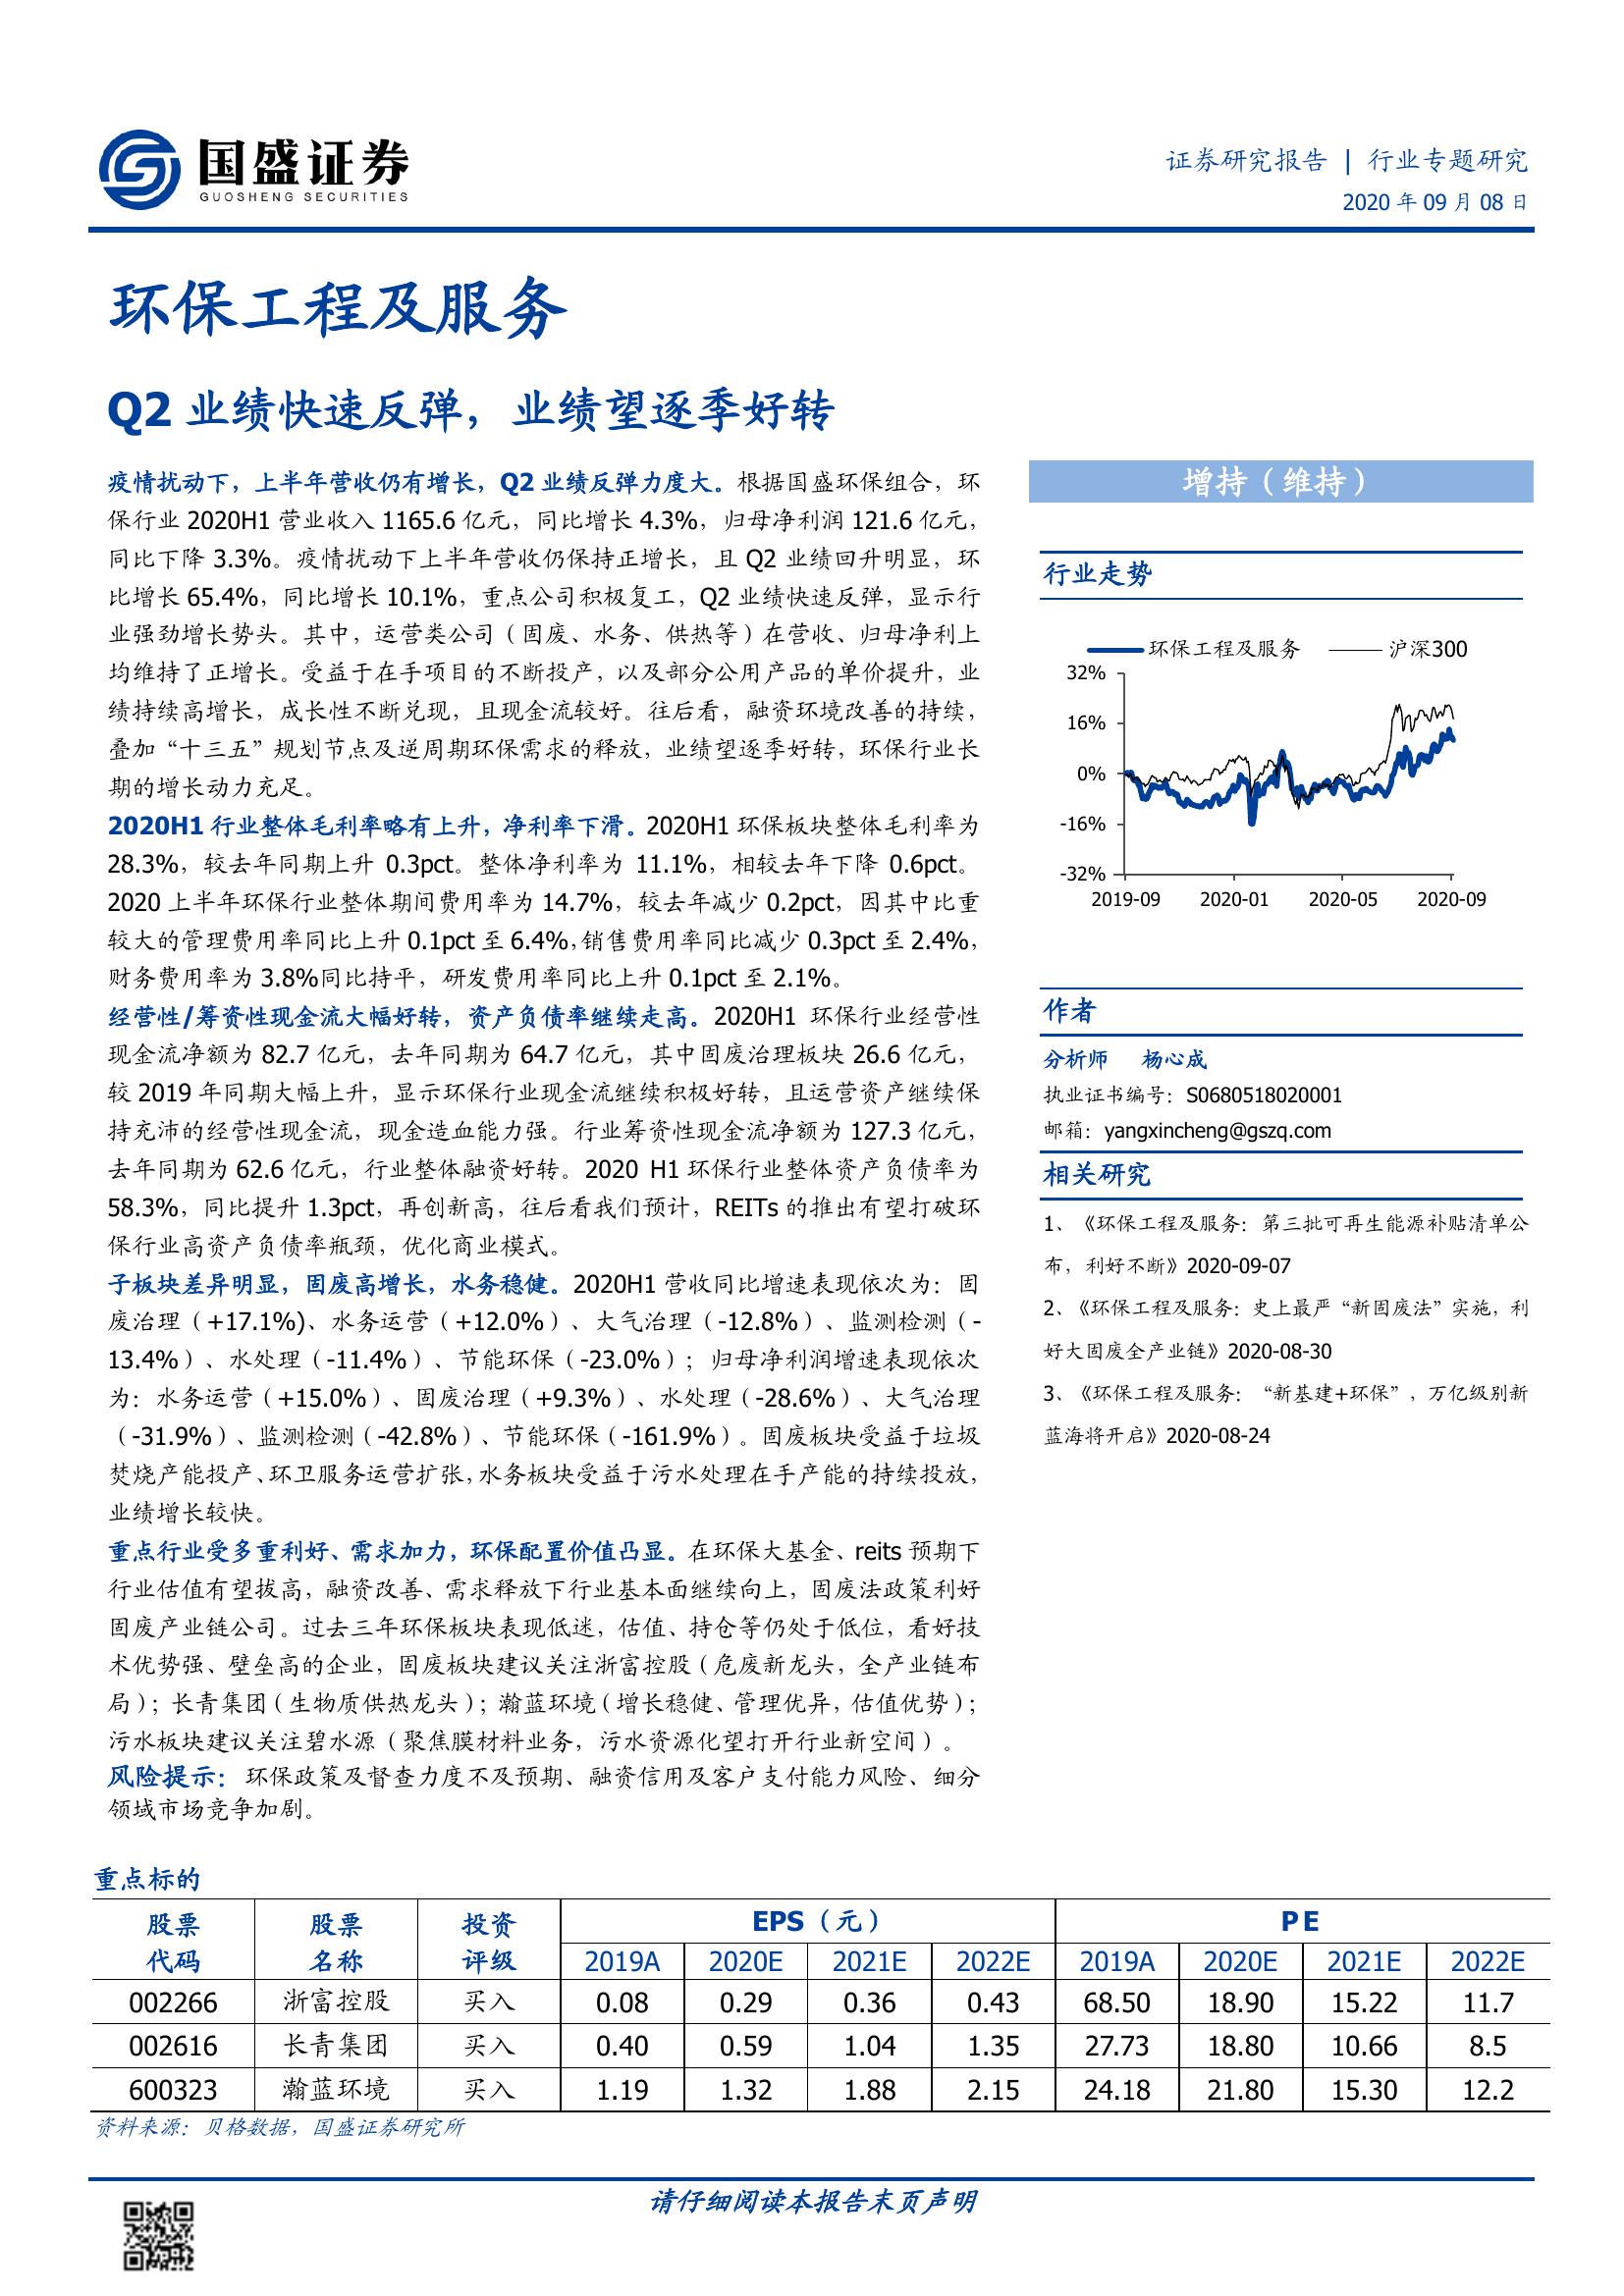 国盛证券
GUOSHENG SECURITIES
证券研究报告 | 行业专题研究
2020 年 09 月 08 日
环保工程及服务
Q2 业绩快速反弹，业绩望逐季好转
疫情扰动下，上半年营收仍有增长，Q2 业绩反弹力度大。根据国盛环保组合，环
保行业 2020H1 营业收入 1165.6 亿元，同比增长 4.3%，归母净利润 121.6 亿元，
同比下降 3.3%。疫情扰动下上半年营收仍保持正增长，且 Q2 业绩回升明显，环
比增长 65.4%，同比增长 10.1%，重点公司积极复工，Q2 业绩快速反弹，显示行
业强劲增长势头。其中，运营类公司（固废、水务、供热等）在营收、归母净利上
均维持了正增长。受益于在手项目的不断投产，以及部分公用产品的单价提升，业
绩持续高增长，成长性不断兑现，且现金流较好。往后看，融资环境改善的持续，
叠加“十三五”规划节点及逆周期环保需求的释放，业绩望逐季好转，环保行业长
期的增长动力充足。
2020H1 行业整体毛利率略有上升，净利率下滑。2020H1 环保板块整体毛利率为
28.3%，较去年同期上升 0.3pct。整体净利率为 11.1%，相较去年下降 0.6pct。
2020 上半年环保行业整体期间费用率为 14.7%，较去年减少 0.2pct，因其中比重
较大的管理费用率同比上升 0.1pct 至 6.4%，销售费用率同比减少 0.3pct 至 2.4%，
财务费用率为 3.8%同比持平，研发费用率同比上升 0.1pct 至 2.1%。
经营性/筹资性现金流大幅好转，资产负债率继续走高。2020H1 环保行业经营性
现金流净额为 82.7 亿元，去年同期为 64.7 亿元，其中固废治理板块 26.6 亿元，
较 2019 年同期大幅上升，显示环保行业现金流继续积极好转，且运营资产继续保
持充沛的经营性现金流，现金造血能力强。行业筹资性现金流净额为 127.3 亿元，
去年同期为 62.6 亿元，行业整体融资好转。2020 H1 环保行业整体资产负债率为
58.3%，同比提升 1.3pct，再创新高，往后看我们预计，REITs 的推出有望打破环
保行业高资产负债率瓶颈，优化商业模式。
子板块差异明显，固废高增长，水务稳健。2020H1 营收同比增速表现依次为：固
废治理（+17.1%)、水务运营（+12.0%）、大气治理（-12.8%）、监测检测（-
13.4%）、水处理（-11.4%）、节能环保（-23.0%）；归母净利润增速表现依次
为：水务运营（+15.0%）、固废治理（+9.3%）、水处理（-28.6%）、大气治理
（-31.9%）、监测检测（-42.8%）、节能环保（-161.9%）。固废板块受益于垃圾
焚烧产能投产、环卫服务运营扩张，水务板块受益于污水处理在手产能的持续投放，
业绩增长较快。
重点行业受多重利好、需求加力，环保配置价值凸显。在环保大基金、reits 预期下
行业估值有望拔高，融资改善、需求释放下行业基本面继续向上，固废法政策利好
固废产业链公司。过去三年环保板块表现低迷，估值、持仓等仍处于低位，看好技
术优势强、壁垒高的企业，固废板块建议关注浙富控股（危废新龙头，全产业链布
局）；长青集团（生物质供热龙头）；瀚蓝环境（增长稳健、管理优异，估值优势）；
污水板块建议关注碧水源（聚焦膜材料业务，污水资源化望打开行业新空间）。
风险提示：环保政策及督查力度不及预期、融资信用及客户支付能力风险、细分
领域市场竞争加剧。
增持（维持）
行业走势
环保工程及服务 沪深300
32%
16%
0%
-16%
-32%
2019-09 2020-01 2020-05 2020-09
作者
分析师 杨心成
执业证书编号：S0680518020001
邮箱：yangxincheng@gszq.com
相关研究
1、《环保工程及服务：第三批可再生能源补贴清单公
布，利好不断》2020-09-07
2、《环保工程及服务：史上最严“新固废法”实施，利
好大固废全产业链》2020-08-30
3、《环保工程及服务：“新基建+环保”，万亿级别新
蓝海将开启》2020-08-24
重点标的
股票 股票 投资 EPS（元） P E
代码 名称 评级 2019A 2020E 2021E 2022E 2019A 2020E 2021E 2022E
002266 浙富控股 买入 0.08 0.29 0.36 0.43 68.50 18.90 15.22 11.7
002616 长青集团 买入 0.40 0.59 1.04 1.35 27.73 18.80 10.66 8.5
600323 瀚蓝环境 买入 1.19 1.32 1.88 2.15 24.18 21.80 15.30 12.2
资料来源：贝格数据，国盛证券研究所
请仔细阅读本报告末页声明